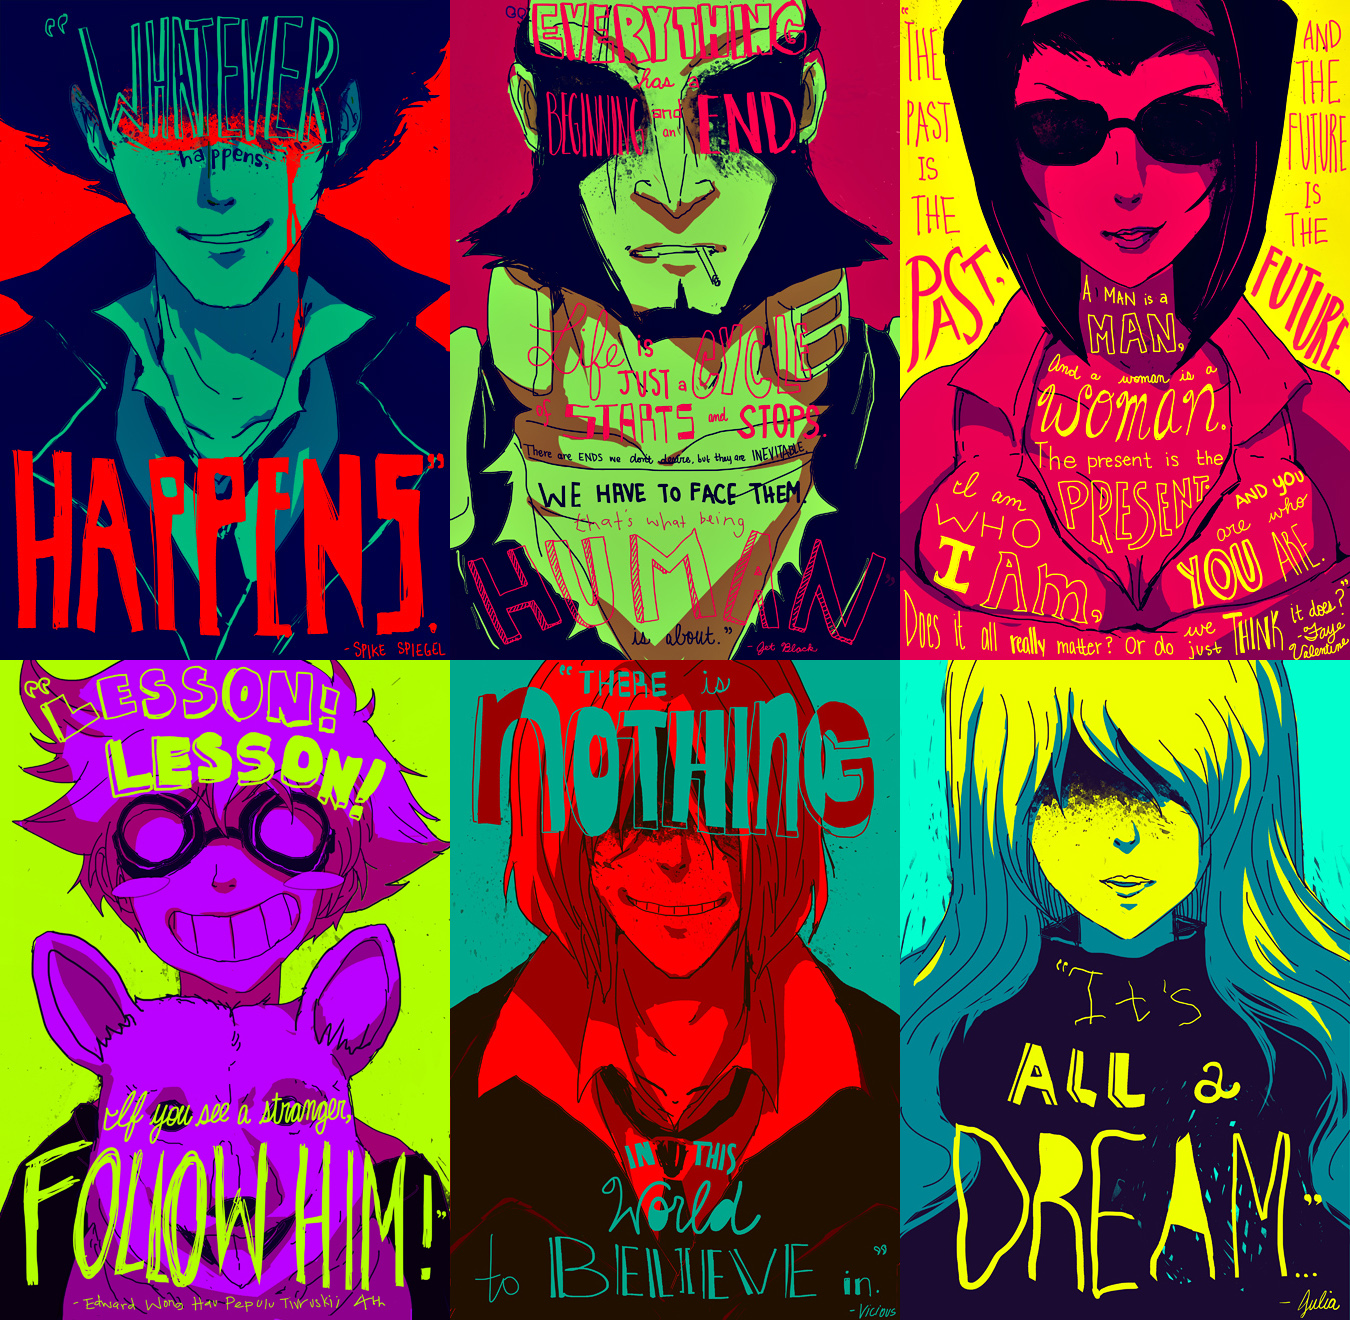 “WHATEVER
happens,
HAPPENS.”
-SPIKE SPIEGEL
“EVERYTHING
has a
BEGINNING and an END.
Life is
JUST a CYCLE
of STARTS and STOPS.
There are ENDS we don't desire, but they are INEVITABLE,
WE HAVE TO FACE THEM.
that's what being
HUMAN
is about.”
- Jet Black
“THE
PAST
IS
THE
PAST.
AND
THE
FUTURE
IS
THE
FUTURE.
A MAN is a
MAN,
And a woman is a
woman.
The present is the
PRESENT.
I am
WHO
I Am,
AND YOU
are who
YOU ARE.
Does it all really matter? Or do we just THINK it does?”
- Faye
Valentine
“LESSON!
LESSON!
If you see a stranger,
FOLLOW HIM!”
- Edward Wong Hau Pepulu Tivruskii 4th
“THERE is
NOTHING
IN THIS
World
to BELIEVE in.”
- Vicious
“It's
ALL a
DREAM...”
- Julia